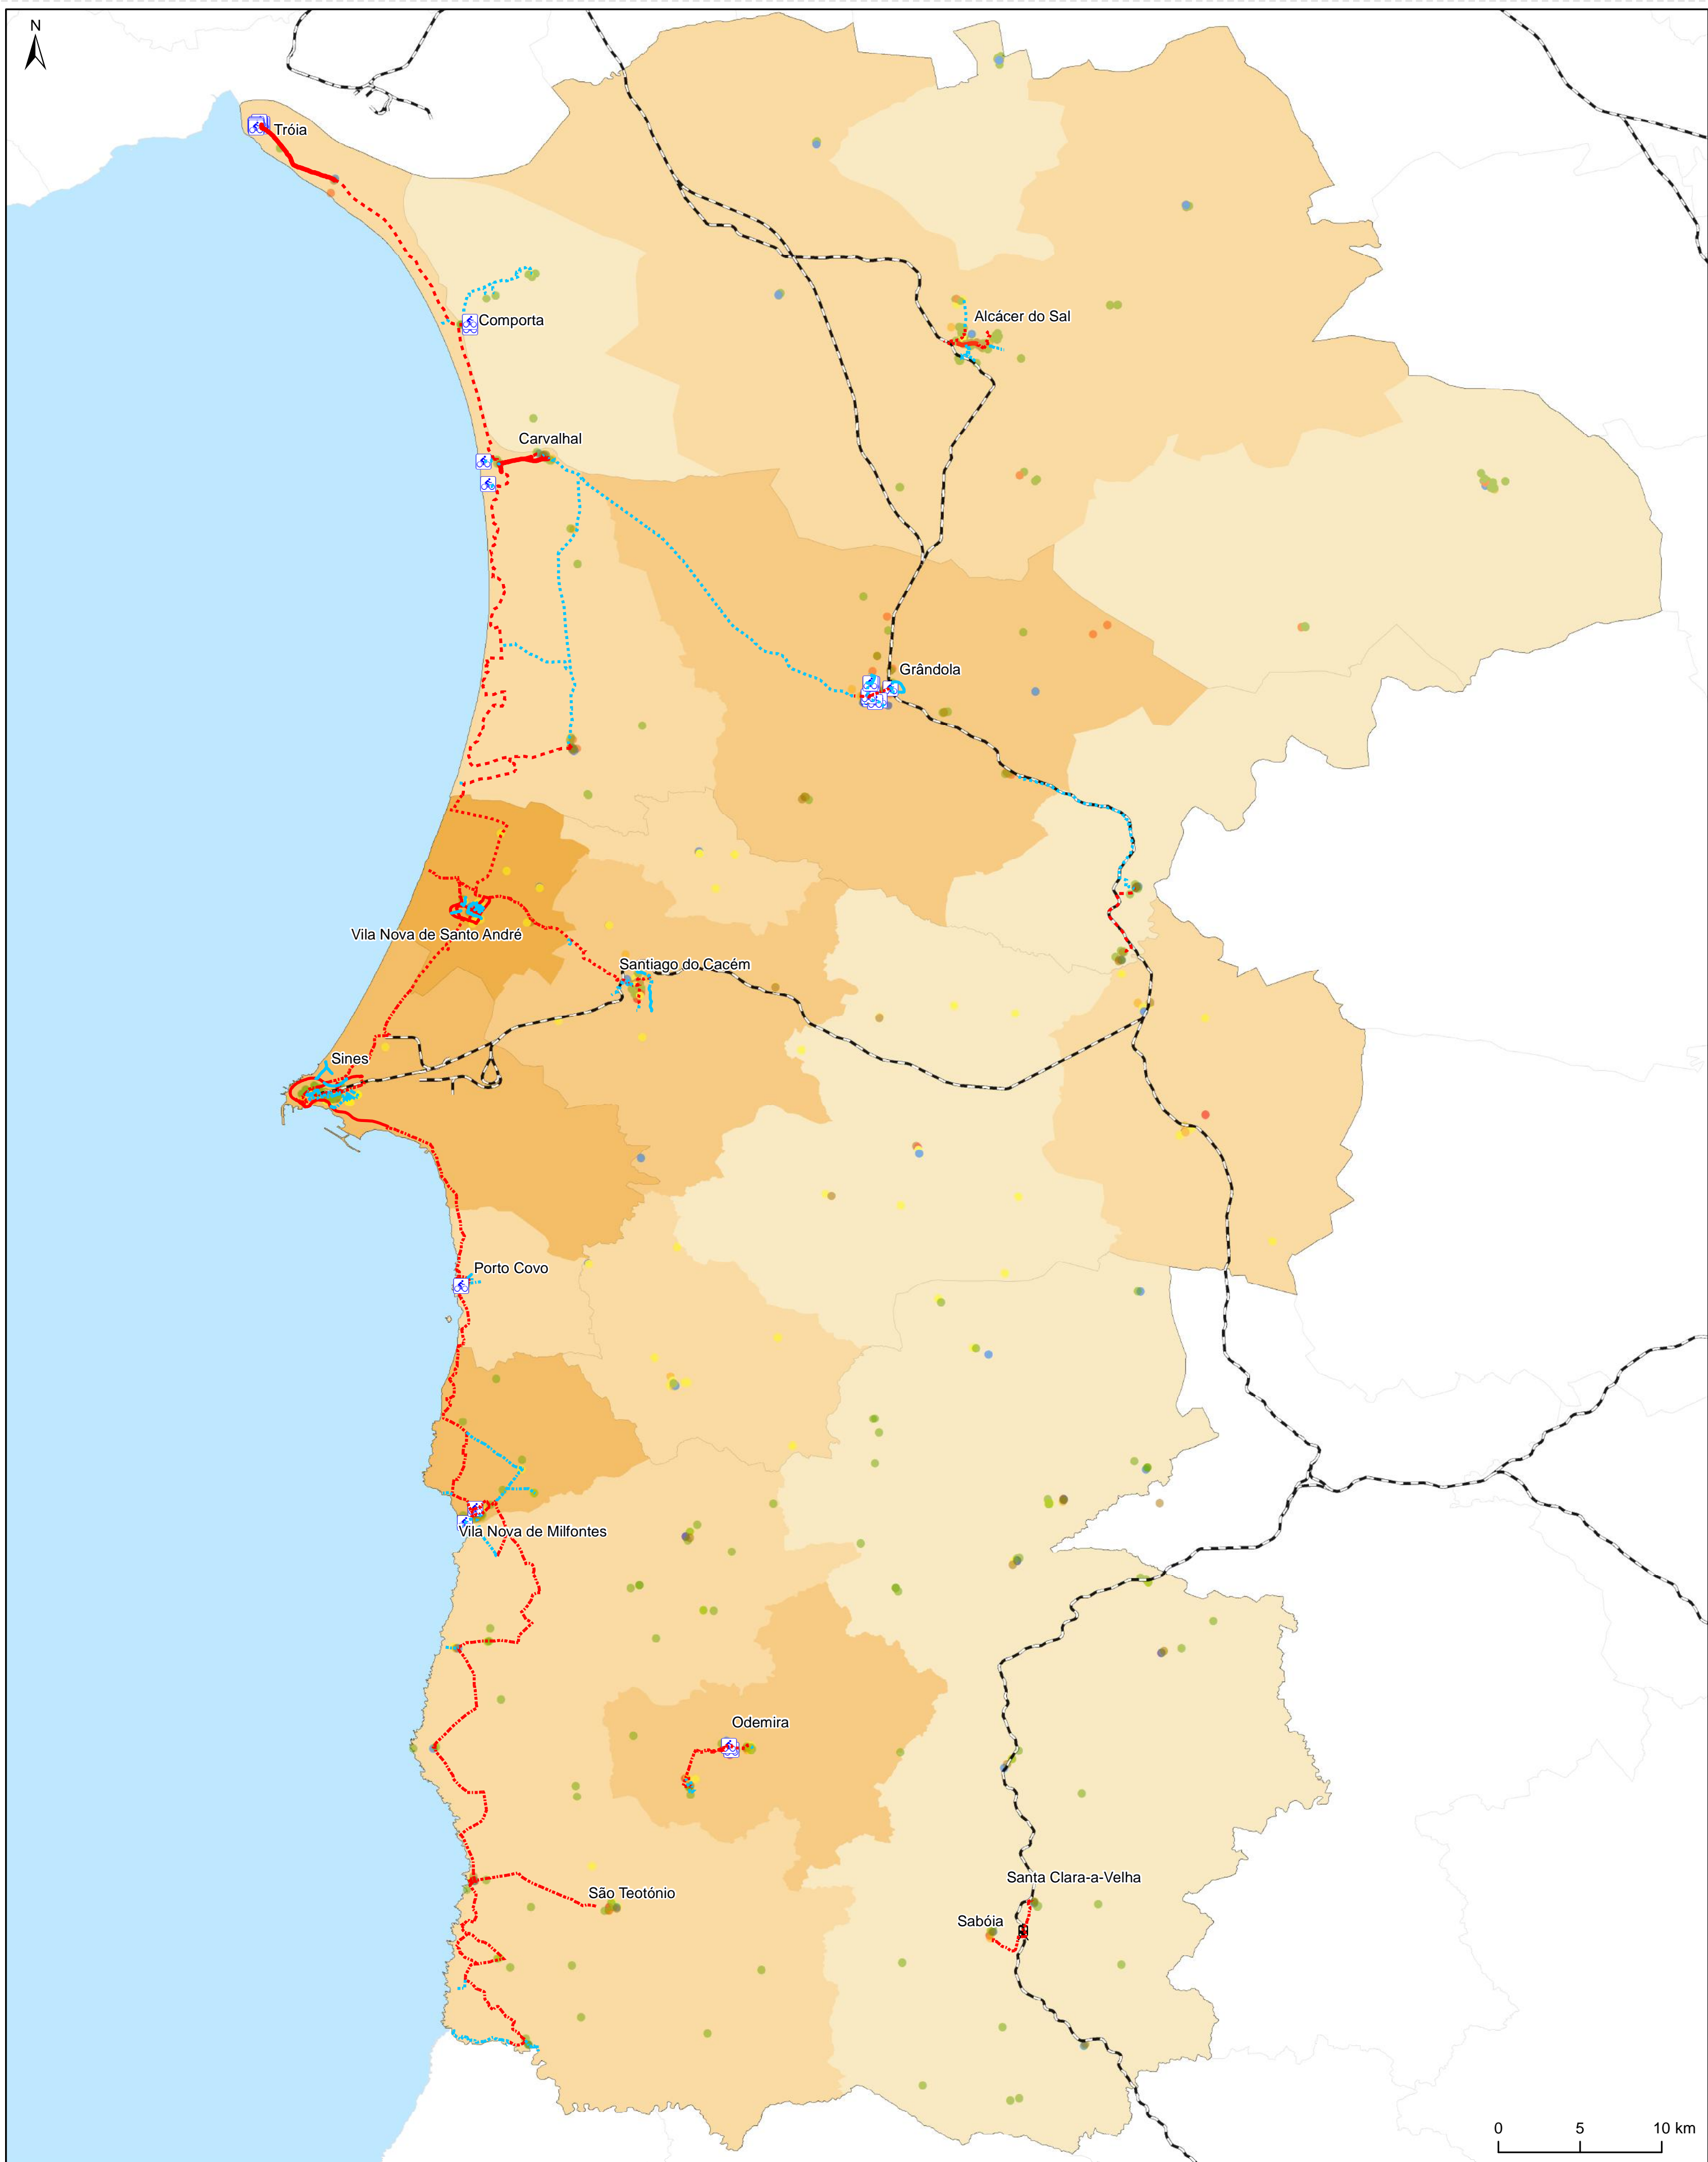 N
Tróia
Comporta
Alcácer do Sal
Carvalhal
Grândola
Vila Nova de Santo André
Santiago do Cacém
Sines
Porto Covo
Vila Nova de Milfontes
Odemira
Santa Clara-a-Velha
São Teotónio
Sabóia
0 5 10 km